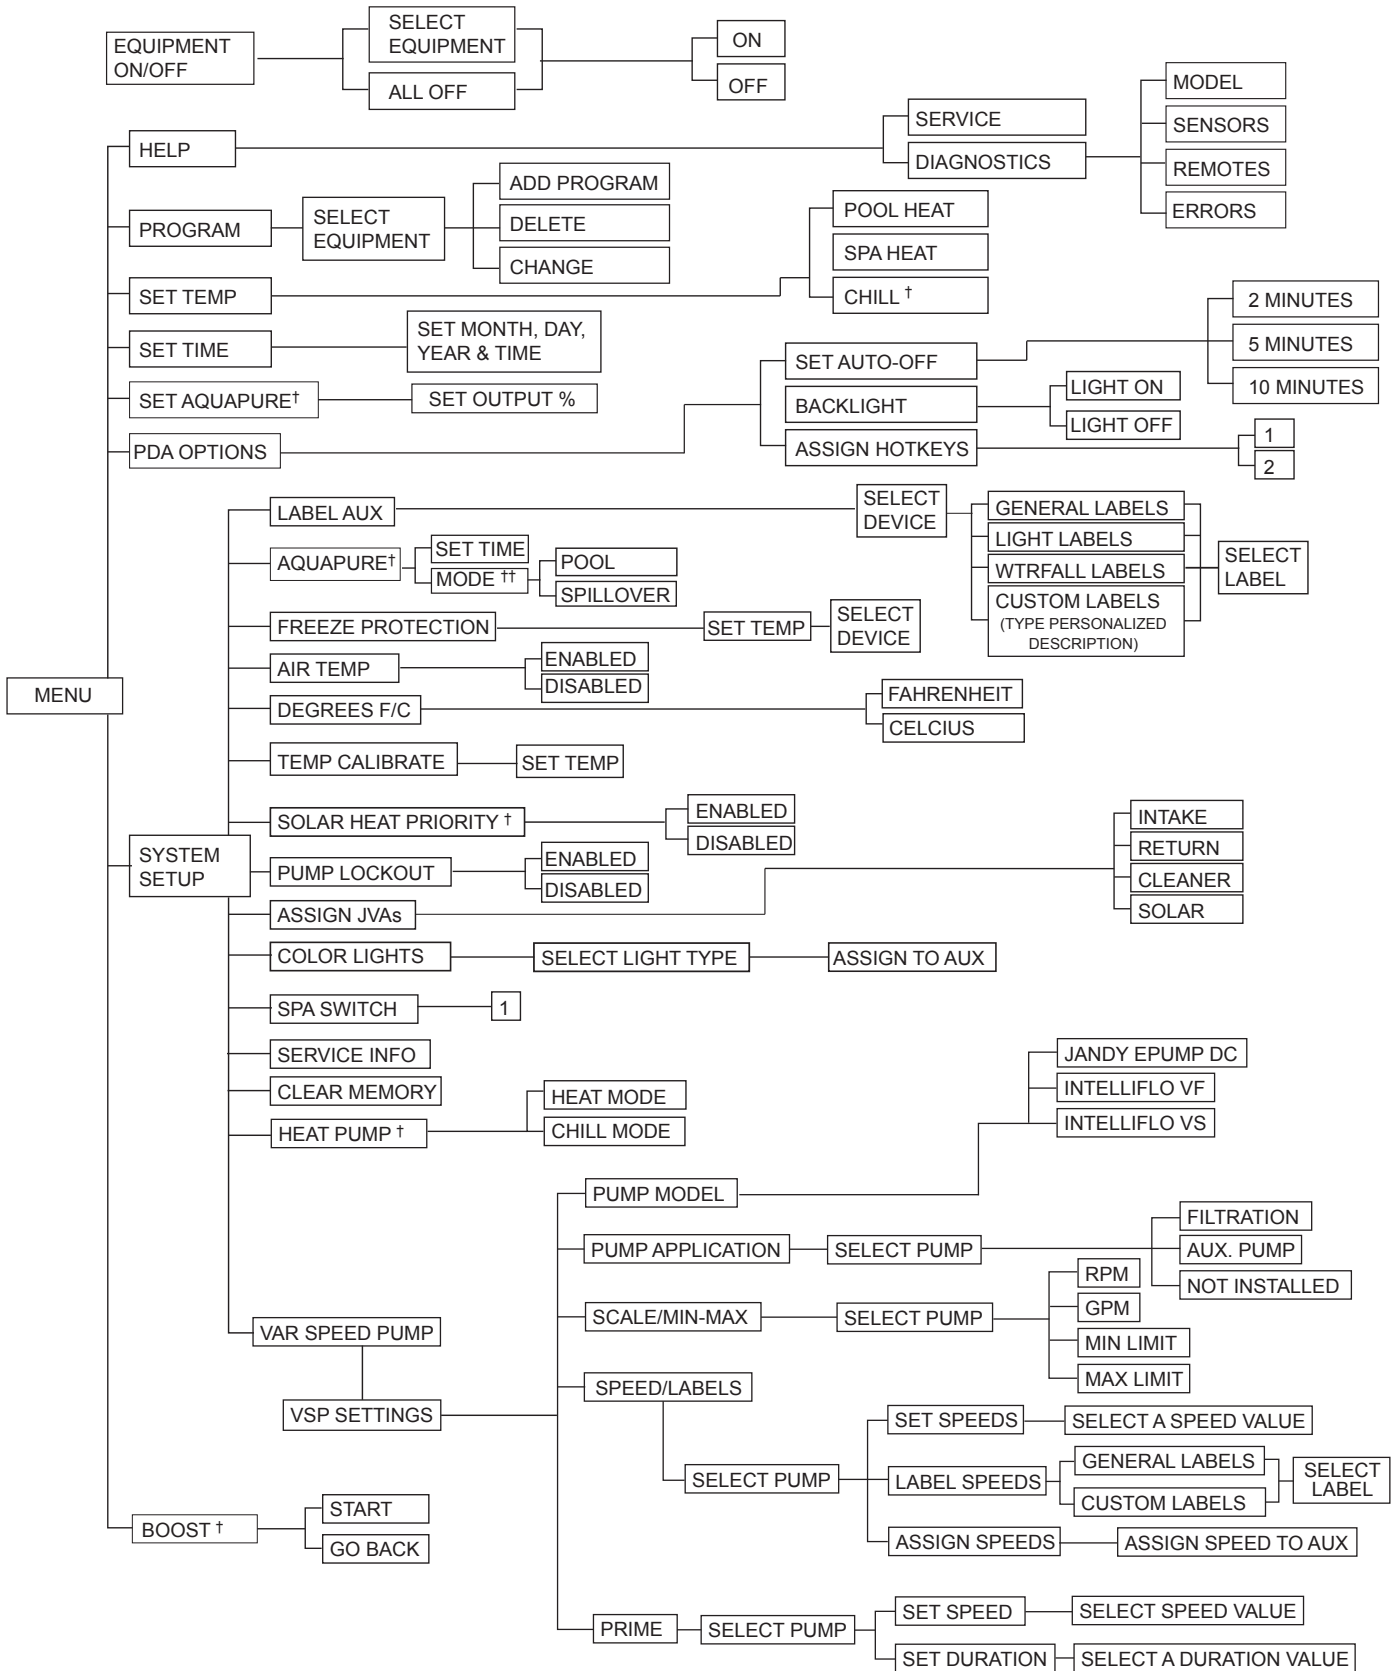 EQUIPMENT
ON/OFF
SELECT
EQUIPMENT
ALL OFF
ON
OFF
HELP
SERVICE
DIAGNOSTICS
MODEL
SENSORS
REMOTES
ERRORS
PROGRAM
SELECT
EQUIPMENT
ADD PROGRAM
DELETE
CHANGE
SET TEMP
POOL HEAT
SPA HEAT
CHILL †
SET TIME
SET MONTH, DAY,
YEAR & TIME
SET AQUAPURE†
SET OUTPUT %
PDA OPTIONS
SET AUTO-OFF
2 MINUTES
5 MINUTES
10 MINUTES
BACKLIGHT
LIGHT ON
LIGHT OFF
ASSIGN HOTKEYS
1
2
MENU
SYSTEM
SETUP
LABEL AUX
SELECT
DEVICE
GENERAL LABELS
LIGHT LABELS
WTRFALL LABELS
CUSTOM LABELS
(TYPE PERSONALIZED
DESCRIPTION)
SELECT
LABEL
AQUAPURE†
SET TIME
MODE ††
POOL
SPILLOVER
FREEZE PROTECTION
SET TEMP
SELECT
DEVICE
AIR TEMP
ENABLED
DISABLED
DEGREES F/C
FAHRENHEIT
CELCIUS
TEMP CALIBRATE
SET TEMP
SOLAR HEAT PRIORITY †
ENABLED
DISABLED
PUMP LOCKOUT
ENABLED
DISABLED
ASSIGN JVAs
INTAKE
RETURN
CLEANER
SOLAR
COLOR LIGHTS
SELECT LIGHT TYPE
ASSIGN TO AUX
SPA SWITCH
1
SERVICE INFO
CLEAR MEMORY
HEAT PUMP †
HEAT MODE
CHILL MODE
VAR SPEED PUMP
VSP SETTINGS
PUMP MODEL
JANDY EPUMP DC
INTELLIFLO VF
INTELLIFLO VS
PUMP APPLICATION
SELECT PUMP
FILTRATION
AUX. PUMP
NOT INSTALLED
SCALE/MIN-MAX
SELECT PUMP
RPM
GPM
MIN LIMIT
MAX LIMIT
SPEED/LABELS
SELECT PUMP
SET SPEEDS
SELECT A SPEED VALUE
LABEL SPEEDS
GENERAL LABELS
CUSTOM LABELS
SELECT
LABEL
ASSIGN SPEEDS
ASSIGN SPEED TO AUX
PRIME
SELECT PUMP
SET SPEED
SELECT SPEED VALUE
SET DURATION
SELECT A DURATION VALUE
BOOST †
START
GO BACK